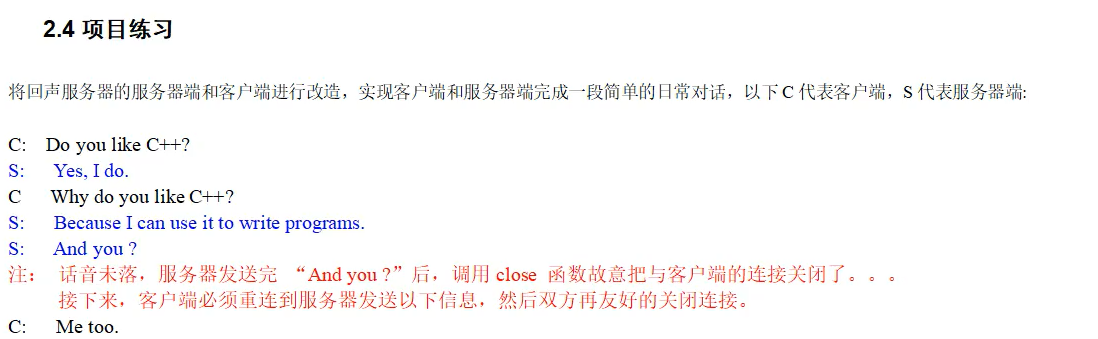 2.4 项目练习
将回声服务器的服务器端和客户端进行改造，实现客户端和服务器端完成一段简单的日常对话，以下 C 代表客户端，S 代表服务器端:
C: Do you like C++?
S: Yes, I do.
C Why do you like C++?
S: Because I can use it to write programs.
S: And you ?
注： 话音未落，服务器发送完 “And you ?”后，调用 close 函数故意把与客户端的连接关闭了。。。
接下来，客户端必须重连到服务器发送以下信息，然后双方再友好的关闭连接。
C: Me too.